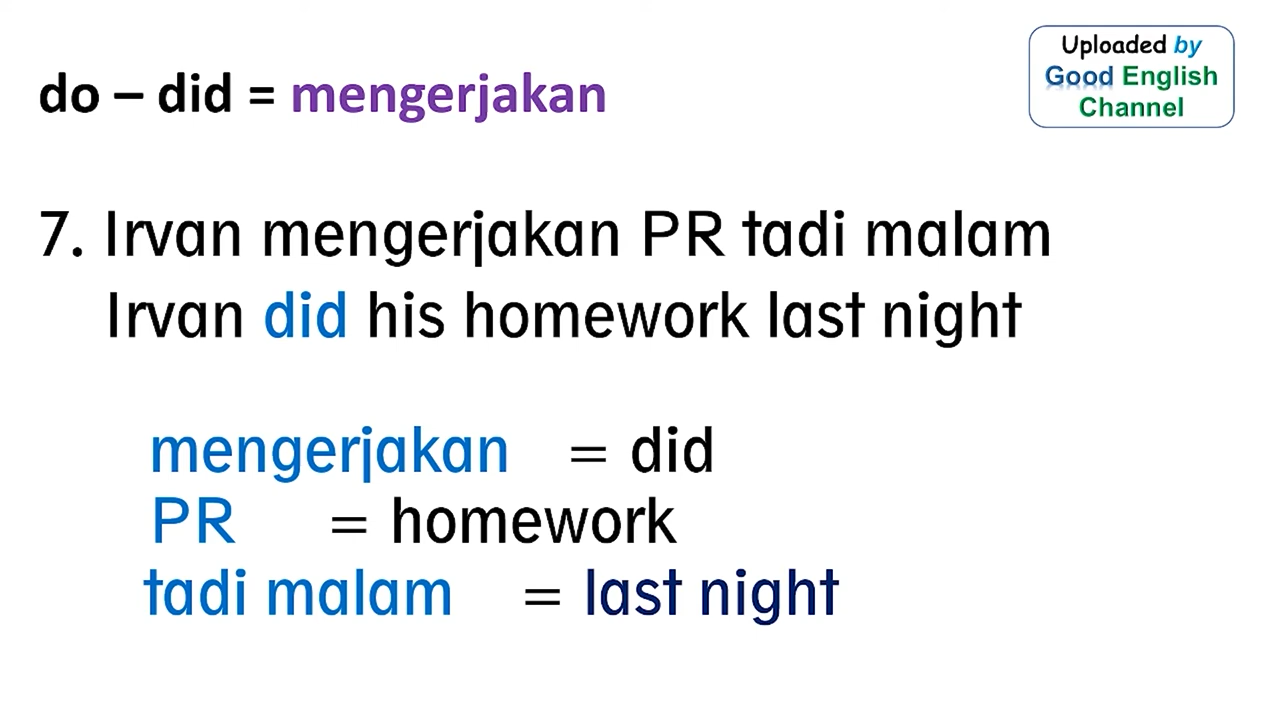 Uploaded by
Good English
Channel
do – did = mengerjakan
7. Irvan mengerjakan PR tadi malam
Irvan did his homework last night
mengerjakan = did
PR = homework
tadi malam = last night